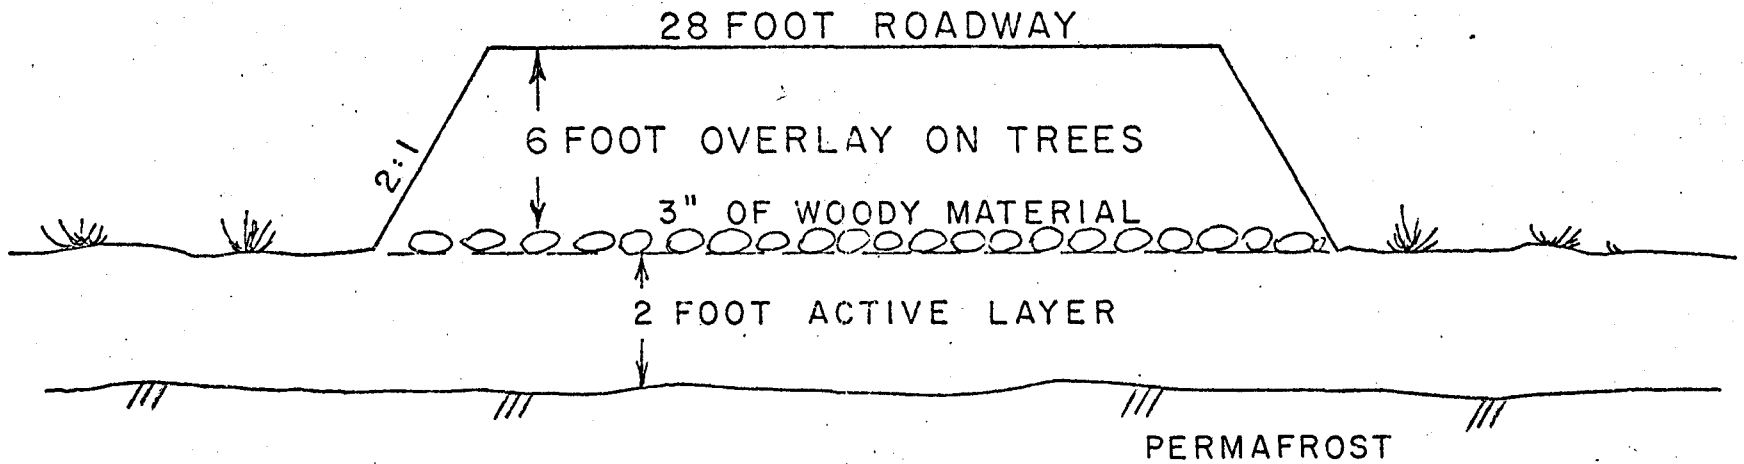 28 FOOT ROADWAY
6 FOOT OVERLAY ON TREES
2:1
3" OF WOODY MATERIAL
2 FOOT ACTIVE LAYER
PERMAFROST